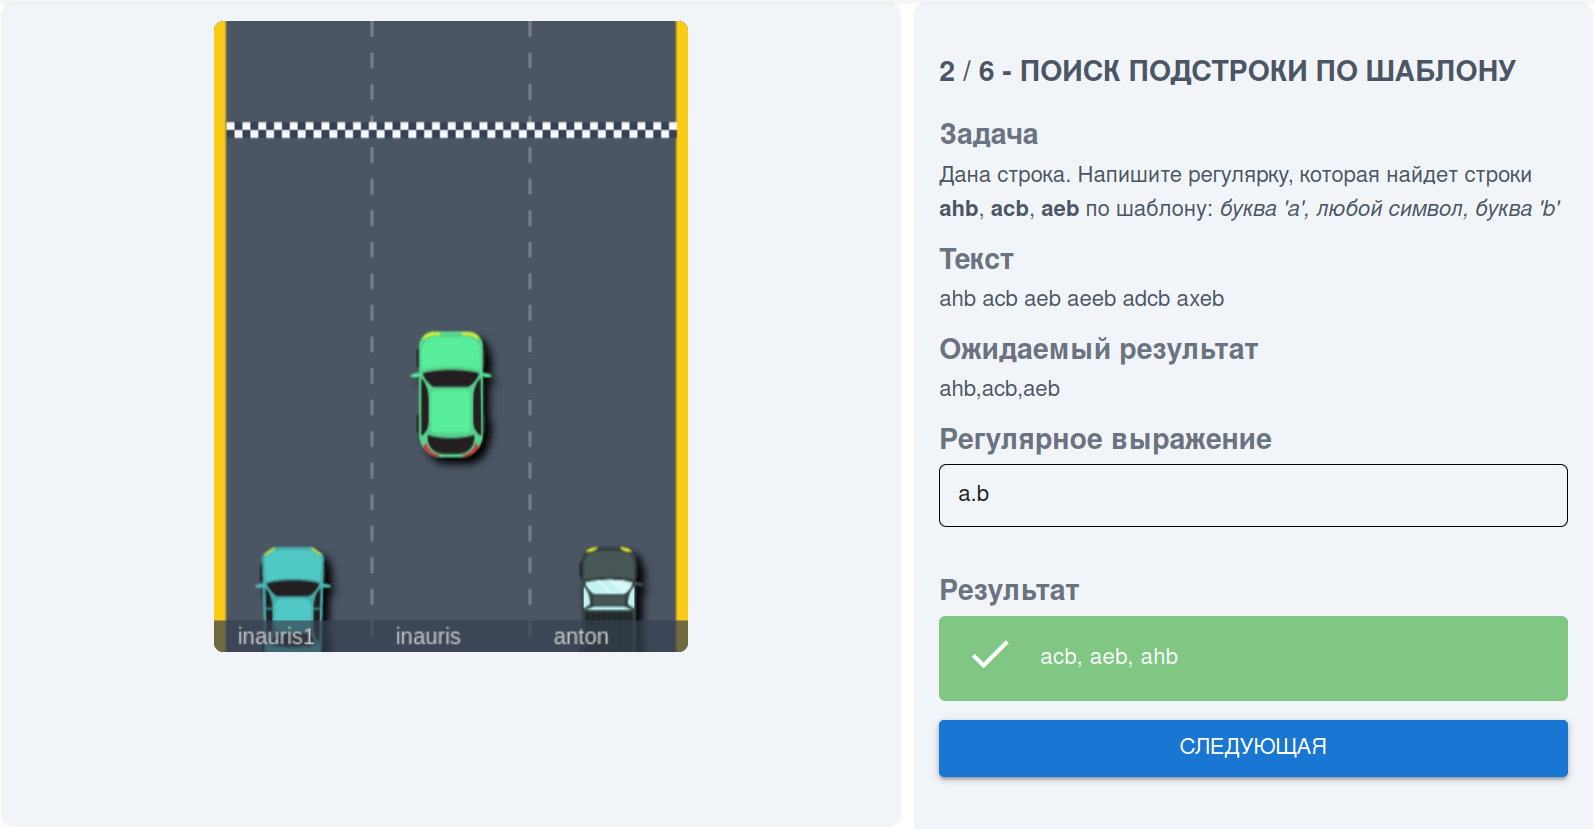 inauris1
inauris
anton
2 / 6 - ПОИСК ПОДСТРОКИ ПО ШАБЛОНУ
Задача
Дана строка. Напишите регулярку, которая найдет строки
ahb, acb, aeb по шаблону: буква 'a', любой символ, буква 'b'
Текст
ahb acb aeb aeeb adcb axeb
Ожидаемый результат
ahb,acb,aeb
Регулярное выражение
a.b
Результат
acb, aeb, ahb
СЛЕДУЮЩАЯ